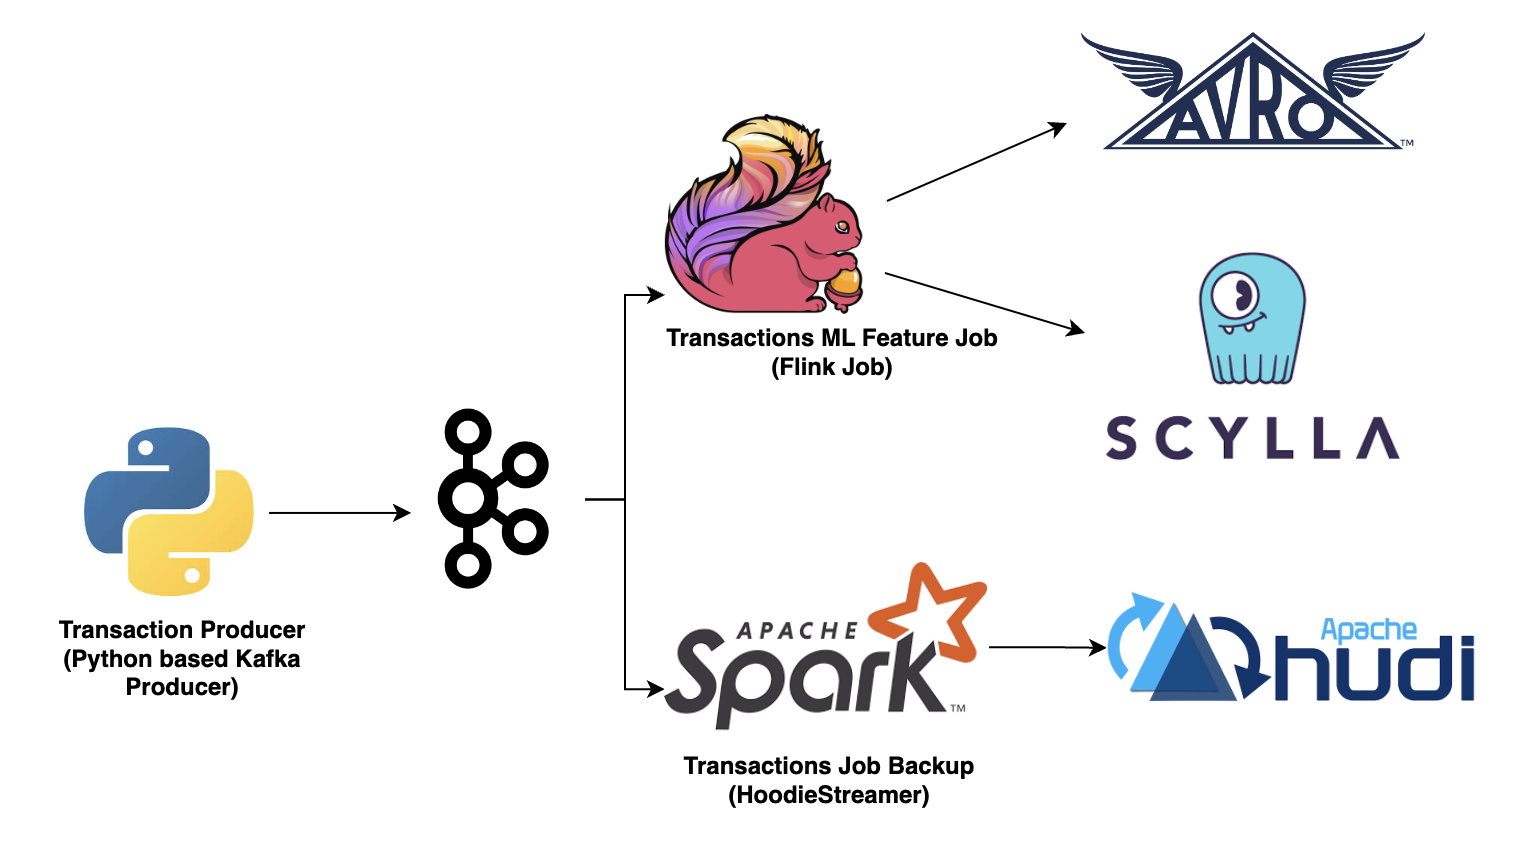 AVRO™
Transactions ML Feature Job
(Flink Job)
SCYLLA
Transaction Producer
(Python based Kafka
Producer)
APACHE
Spark™
Apache
hudi
Transactions Job Backup
(HoodieStreamer)